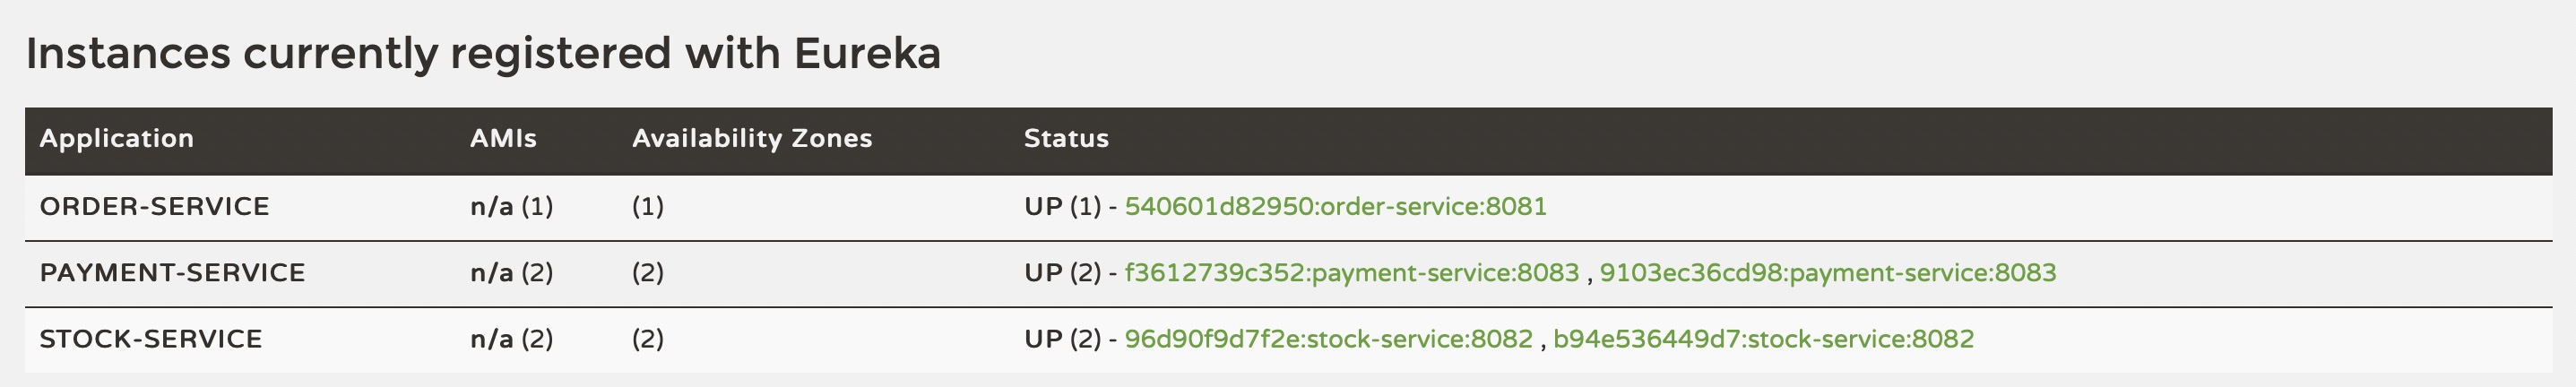 Instances currently registered with Eureka
Application AMIs Availability Zones Status
ORDER-SERVICE n/a (1) (1) UP (1) - 540601d82950:order-service:8081
PAYMENT-SERVICE n/a (2) (2) UP (2) - f3612739c352:payment-service:8083 , 9103ec36cd98:payment-service:8083
STOCK-SERVICE n/a (2) (2) UP (2) - 96d90f9d7f2e:stock-service:8082 , b94e536449d7:stock-service:8082